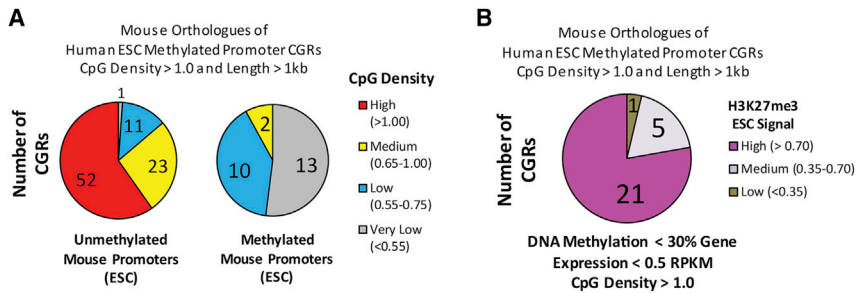 A
Mouse Orthologues of
Human ESC Methylated Promoter CGRs
CpG Density > 1.0 and Length > 1kb
Number of
CGRs
1
11
23
52
Unmethylated
Mouse Promoters
(ESC)
2
10
13
Methylated
Mouse Promoters
(ESC)
CpG Density
High
(>1.00)
Medium
(0.65-1.00)
Low
(0.55-0.75)
Very Low
(<0.55)
B
Mouse Orthologues of
Human ESC Methylated Promoter CGRs
CpG Density > 1.0 and Length > 1kb
Number of
CGRs
1
5
21
H3K27me3
ESC Signal
High (> 0.70)
Medium (0.35-0.70)
Low (<0.35)
DNA Methylation < 30% Gene
Expression < 0.5 RPKM
CpG Density > 1.0